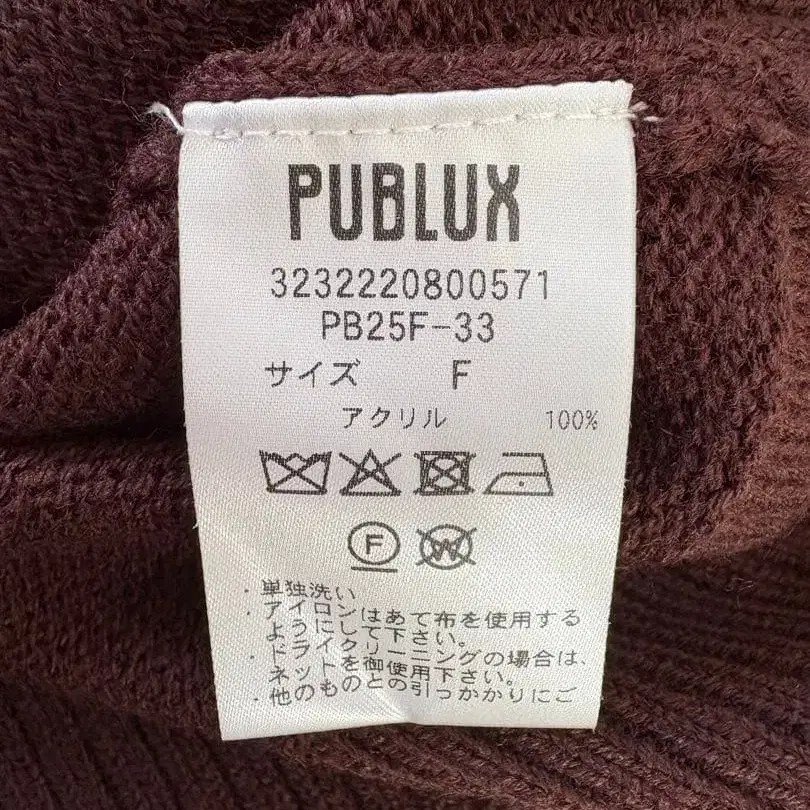 PUBLUX
3232220800571
PB25F-33
サイズ F
アクリル 100%
F
W
・単独洗い
・アイロンはあて布を使用する
ようにして下さい。
・ドライクリーニングの場合は、
ネットを御使用下さい。
・他のものとの引っかかりにご